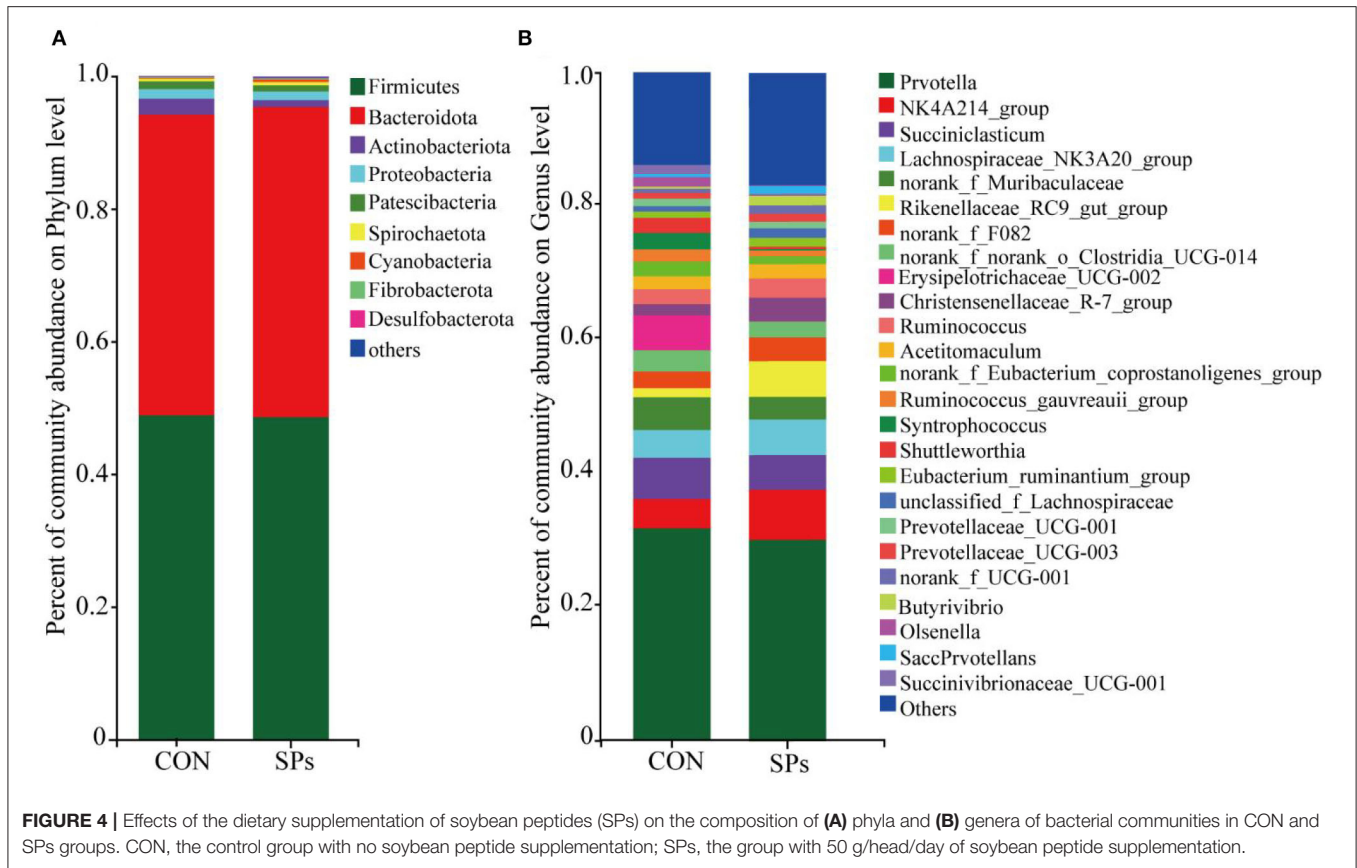 A
Percent of community abundance on Phylum level
1.0
0.8
0.6
0.4
0.2
0
CON SPs
Firmicutes
Bacteroidota
Actinobacteriota
Proteobacteria
Patescibacteria
Spirochaetota
Cyanobacteria
Fibrobacterota
Desulfobacterota
others
B
Percent of community abundance on Genus level
1.0
0.8
0.6
0.4
0.2
0
CON SPs
Prvotella
NK4A214_group
Succiniclasticum
Lachnospiraceae_NK3A20_group
norank_f_Muribaculaceae
Rikenellaceae_RC9_gut_group
norank_f_F082
norank_f_norank_o_Clostridia_UCG-014
Erysipelotrichaceae_UCG-002
Christensenellaceae_R-7_group
Ruminococcus
Acetitomaculum
norank_f_Eubacterium_coprostanoligenes_group
Ruminococcus_gauvreauii_group
Syntrophococcus
Shuttleworthia
Eubacterium_ruminantium_group
unclassified_f_Lachnospiraceae
Prevotellaceae_UCG-001
Prevotellaceae_UCG-003
norank_f_UCG-001
Butyrivibrio
Olsenella
SaccPrvotellans
Succinivibrionaceae_UCG-001
Others
FIGURE 4 | Effects of the dietary supplementation of soybean peptides (SPs) on the composition of (A) phyla and (B) genera of bacterial communities in CON and
SPs groups. CON, the control group with no soybean peptide supplementation; SPs, the group with 50 g/head/day of soybean peptide supplementation.